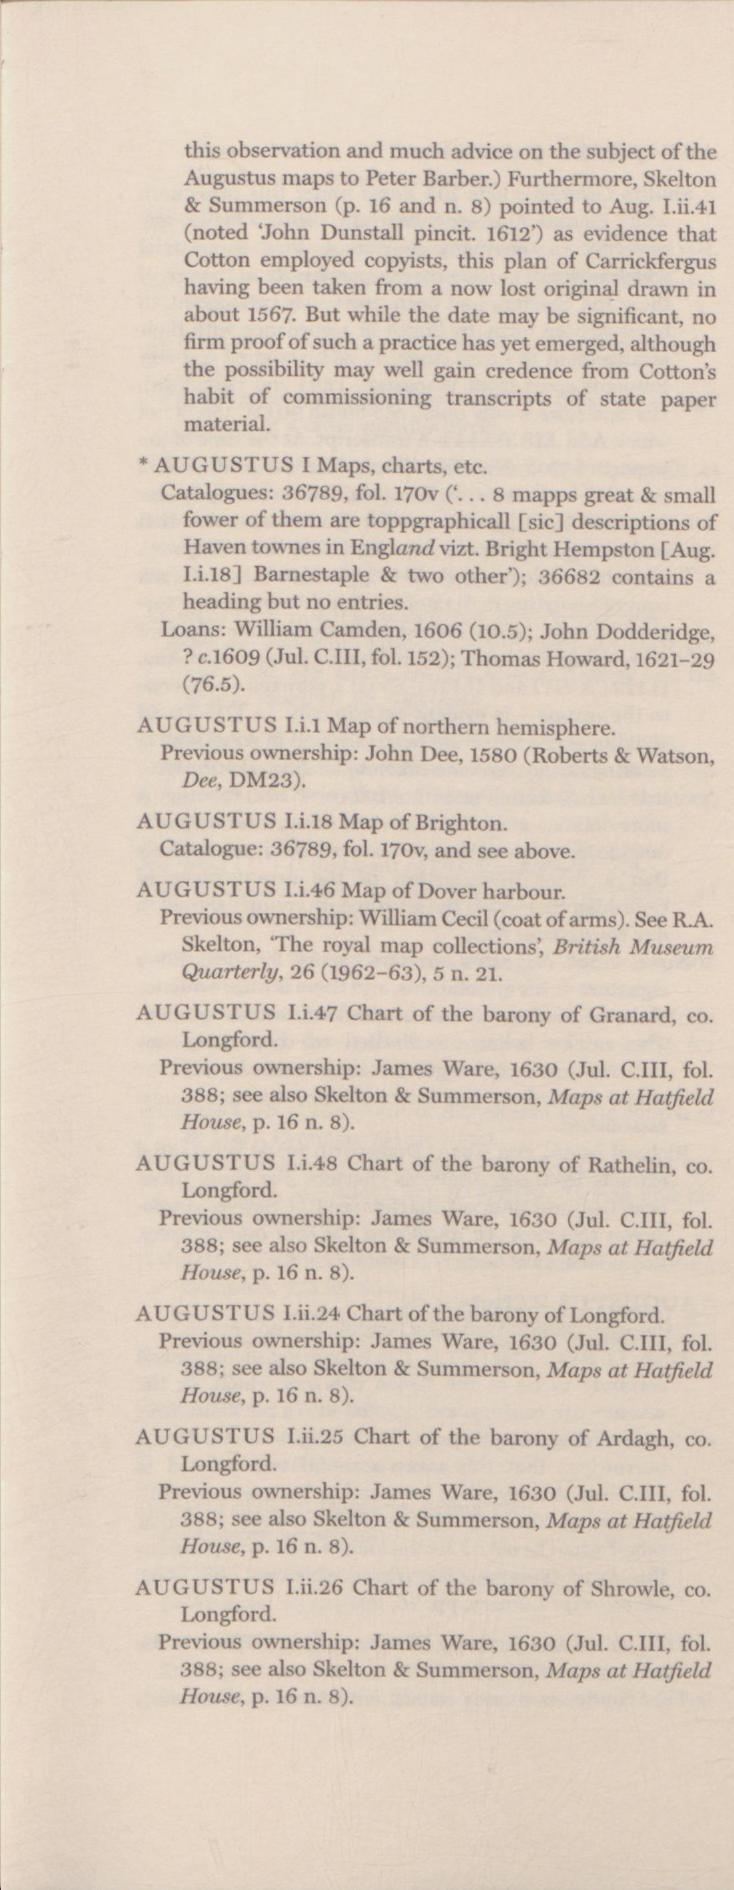 this observation and much advice on the subject of the
Augustus maps to Peter Barber.) Furthermore, Skelton
& Summerson (p. 16 and n. 8) pointed to Aug. I.ii.41
(noted ‘John Dunstall pincit. 1612’) as evidence that
Cotton employed copyists, this plan of Carrickfergus
having been taken from a now lost original drawn in
about 1567. But while the date may be significant, no
firm proof of such a practice has yet emerged, although
the possibility may well gain credence from Cotton’s
habit of commissioning transcripts of state paper
material.
* AUGUSTUS I Maps, charts, etc.
Catalogues: 36789, fol. 170v (‘. . . 8 mapps great & small
fower of them are toppgraphicall [sic] descriptions of
Haven townes in England vizt. Bright Hempston [Aug.
I.i.18] Barnestaple & two other’); 36682 contains a
heading but no entries.
Loans: William Camden, 1606 (10.5); John Dodderidge,
? c.1609 (Jul. C.III, fol. 152); Thomas Howard, 1621–29
(76.5).
AUGUSTUS I.i.1 Map of northern hemisphere.
Previous ownership: John Dee, 1580 (Roberts & Watson,
Dee, DM23).
AUGUSTUS I.i.18 Map of Brighton.
Catalogue: 36789, fol. 170v, and see above.
AUGUSTUS I.i.46 Map of Dover harbour.
Previous ownership: William Cecil (coat of arms). See R.A.
Skelton, ‘The royal map collections’, British Museum
Quarterly, 26 (1962–63), 5 n. 21.
AUGUSTUS I.i.47 Chart of the barony of Granard, co.
Longford.
Previous ownership: James Ware, 1630 (Jul. C.III, fol.
388; see also Skelton & Summerson, Maps at Hatfield
House, p. 16 n. 8).
AUGUSTUS I.i.48 Chart of the barony of Rathelin, co.
Longford.
Previous ownership: James Ware, 1630 (Jul. C.III, fol.
388; see also Skelton & Summerson, Maps at Hatfield
House, p. 16 n. 8).
AUGUSTUS I.ii.24 Chart of the barony of Longford.
Previous ownership: James Ware, 1630 (Jul. C.III, fol.
388; see also Skelton & Summerson, Maps at Hatfield
House, p. 16 n. 8).
AUGUSTUS I.ii.25 Chart of the barony of Ardagh, co.
Longford.
Previous ownership: James Ware, 1630 (Jul. C.III, fol.
388; see also Skelton & Summerson, Maps at Hatfield
House, p. 16 n. 8).
AUGUSTUS I.ii.26 Chart of the barony of Shrowle, co.
Longford.
Previous ownership: James Ware, 1630 (Jul. C.III, fol.
388; see also Skelton & Summerson, Maps at Hatfield
House, p. 16 n. 8).